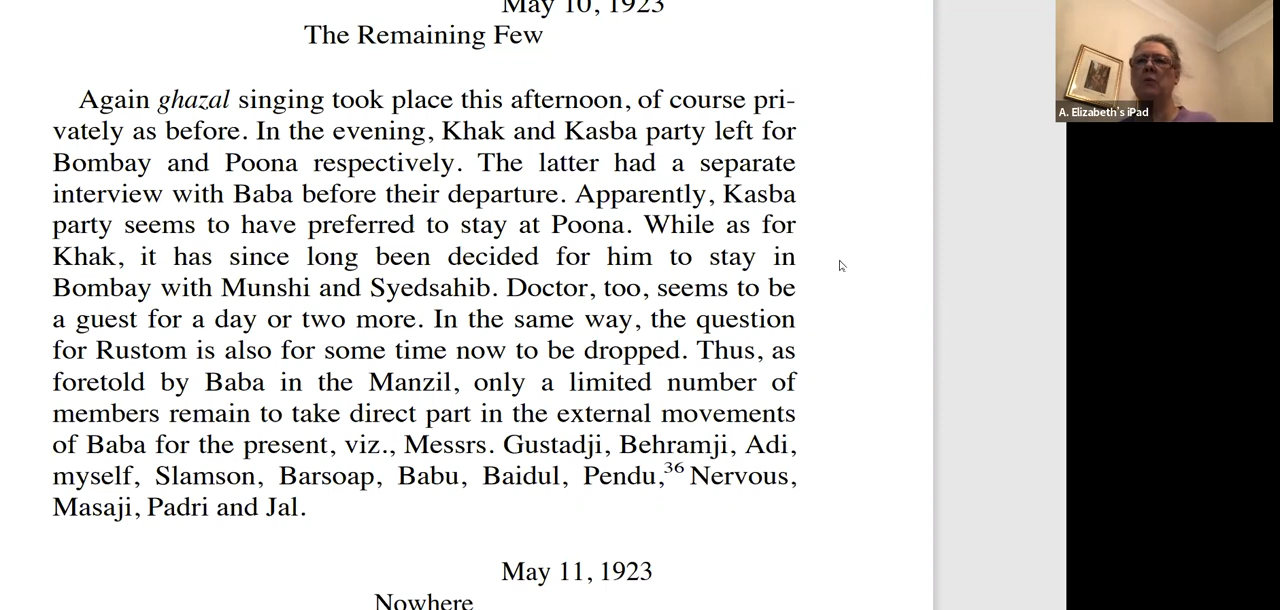 May 10, 1923
The Remaining Few
Again ghazal singing took place this afternoon, of course pri-
vately as before. In the evening, Khak and Kasba party left for
Bombay and Poona respectively. The latter had a separate
interview with Baba before their departure. Apparently, Kasba
party seems to have preferred to stay at Poona. While as for
Khak, it has since long been decided for him to stay in
Bombay with Munshi and Syedsahib. Doctor, too, seems to be
a guest for a day or two more. In the same way, the question
for Rustom is also for some time now to be dropped. Thus, as
foretold by Baba in the Manzil, only a limited number of
members remain to take direct part in the external movements
of Baba for the present, viz., Messrs. Gustadji, Behramji, Adi,
myself, Slamson, Barsoap, Babu, Baidul, Pendu,36 Nervous,
Masaji, Padri and Jal.
May 11, 1923
Nowhere
A. Elizabeth's iPad